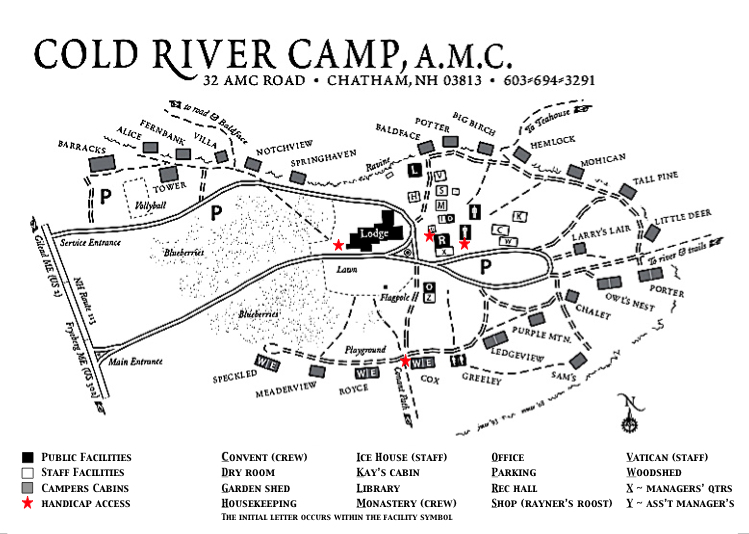 COLD RIVER CAMP, A.M.C.
32 AMC ROAD • CHATHAM, NH 03813 • 603-694-3291
to road & Baldface
To Teahouse
BARRACKS
ALICE
FERNBANK
VILLA
NOTCHVIEW
SPRINGHAVEN
TOWER
Ravine
BALDFACE
POTTER
BIG BIRCH
HEMLOCK
MOHICAN
TALL PINE
LITTLE DEER
LARRY'S LAIR
To river & trails
PORTER
OWL'S NEST
CHALET
PURPLE MTN.
LEDGEVIEW
SAM'S
P
Vollyball
P
L
V
S
M
H
I
D
K
C
W
R
X
P
O
Z
Lodge
Service Entrance
Blueberries
Lawn
Flagpole
Gilead ME (US 2)
NH Route 113
Fryeburg ME (US 302)
Blueberries
Main Entrance
Playground
W E
W E
W E
SPECKLED
MEADERVIEW
ROYCE
COX
GREELEY
Conant Path
N
PUBLIC FACILITIES
STAFF FACILITIES
CAMPERS CABINS
HANDICAP ACCESS
CONVENT (CREW)
DRY ROOM
GARDEN SHED
HOUSEKEEPING
ICE HOUSE (STAFF)
KAY'S CABIN
LIBRARY
MONASTERY (CREW)
OFFICE
PARKING
REC HALL
SHOP (RAYNER'S ROOST)
VATICAN (STAFF)
WOODSHED
X ~ MANAGERS' QTRS
Y ~ ASS'T MANAGER'S
THE INITIAL LETTER OCCURS WITHIN THE FACILITY SYMBOL